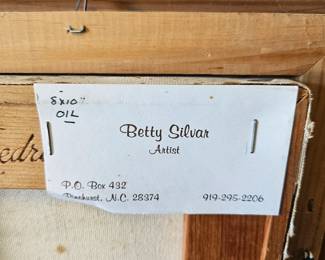 8x10"
OIL
Betty Silvar
Artist
P.O. Box 432
Pinehurst, N.C. 28374
919-295-2206